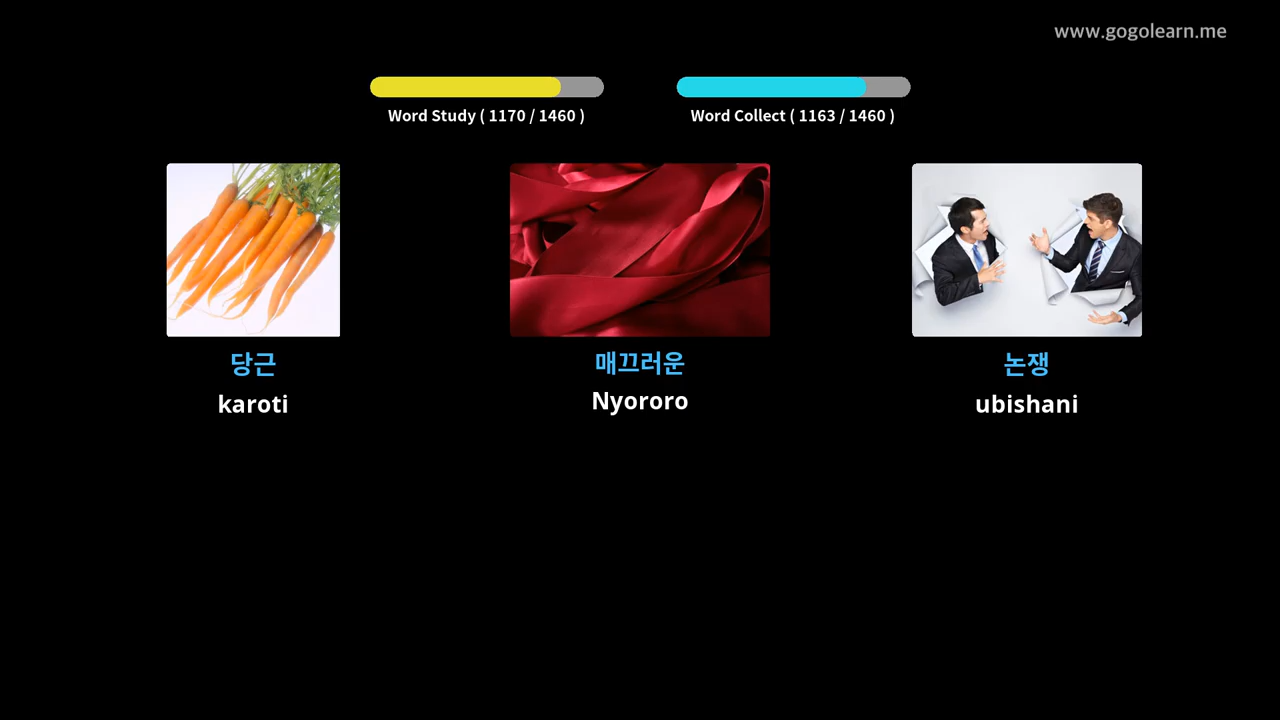 www.gogolearn.me
Word Study ( 1170 / 1460 )
Word Collect ( 1163 / 1460 )
당근
매끄러운
논쟁
karoti
Nyororo
ubishani